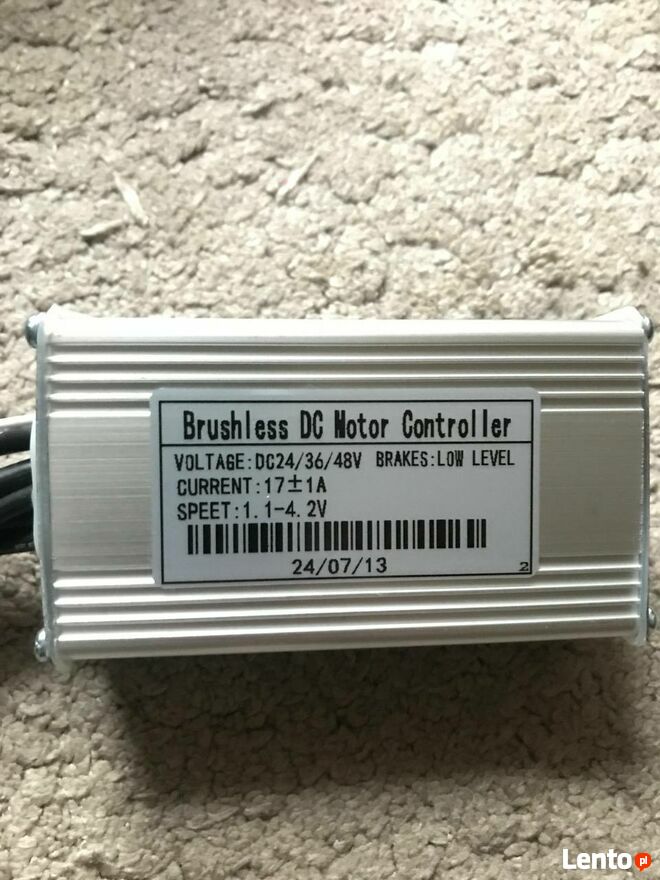 Brushless DC Motor Controller
VOLTAGE:DC24/36/48V BRAKES:LOW LEVEL
CURRENT:17±1A
SPEET:1.1-4.2V
24/07/13
2
Lento pl